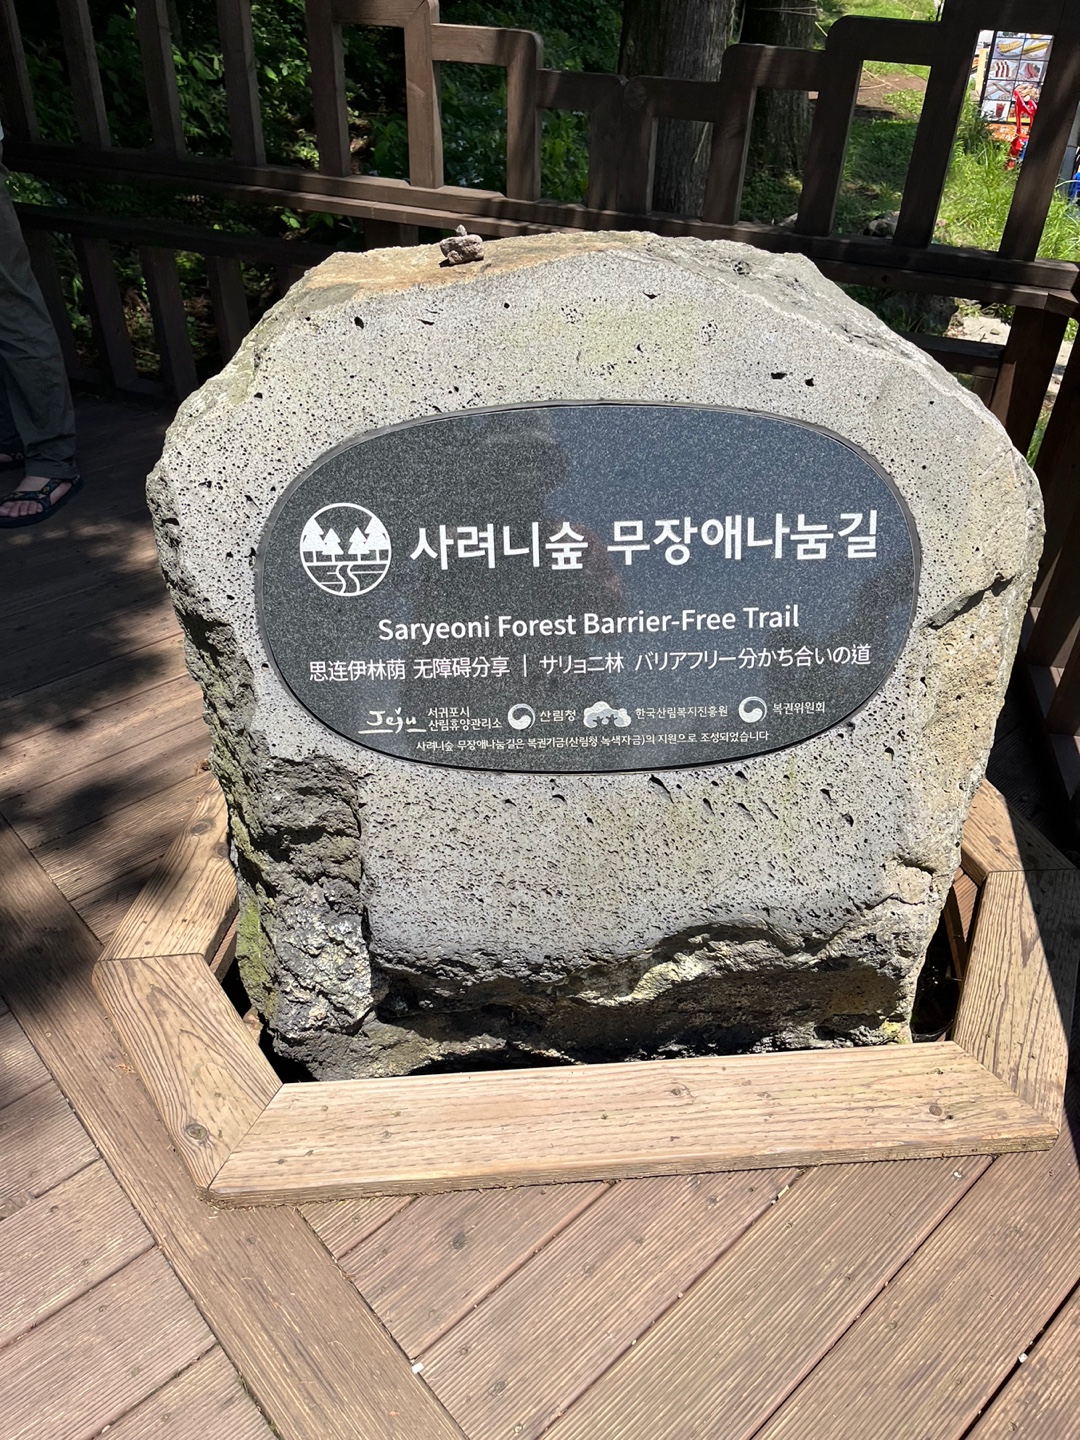 사려니숲 무장애나눔길
Saryeoni Forest Barrier-Free Trail
思连伊林荫 无障碍分享 | サリョニ林 バリアフリー分かち合いの道
Jeju 서귀포시 산림휴양관리소 산림청 한국산림복지진흥원 복권위원회
사려니숲 무장애나눔길은 복권기금(산림청 녹색자금)의 지원으로 조성되었습니다